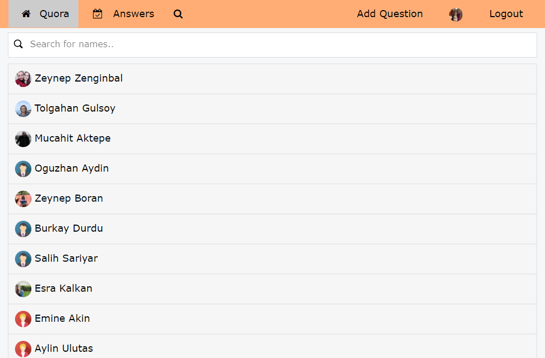 Quora Answers Add Question Logout
Search for names..
Zeynep Zenginbal
Tolgahan Gulsoy
Mucahit Aktepe
Oguzhan Aydin
Zeynep Boran
Burkay Durdu
Salih Sariyar
Esra Kalkan
Emine Akin
Aylin Ulutas